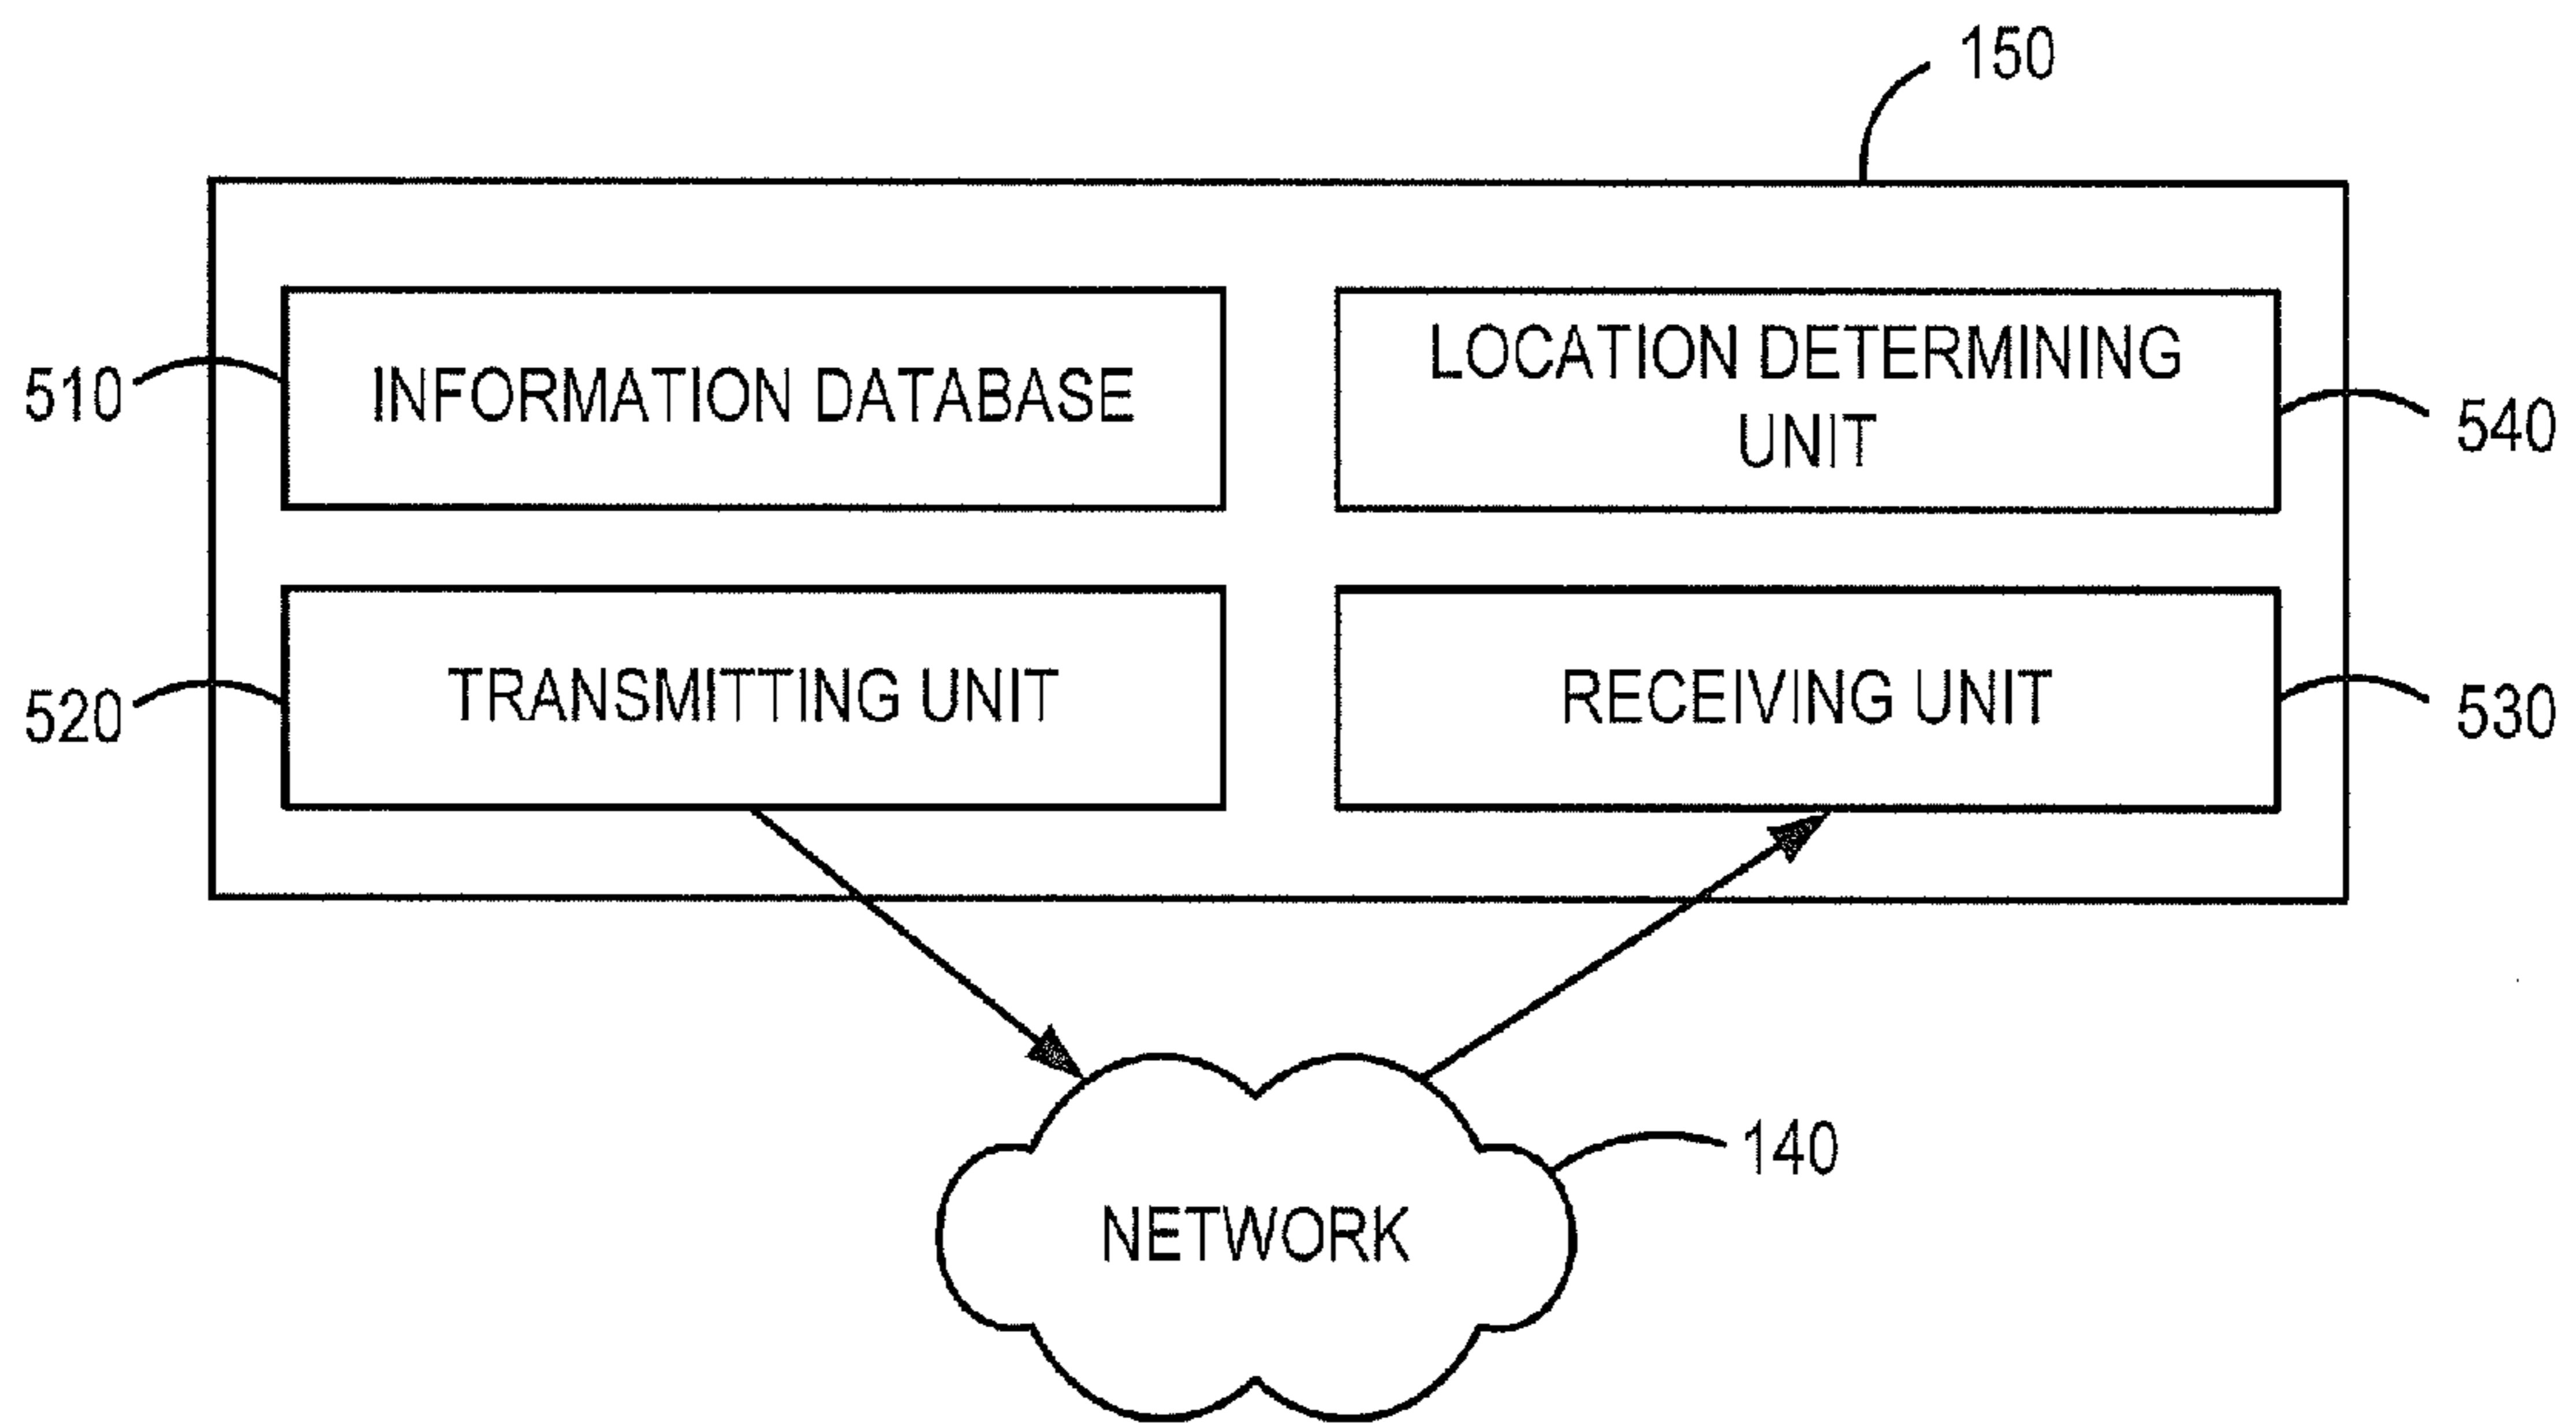 150
510
INFORMATION DATABASE
LOCATION DETERMINING
UNIT
540
520
TRANSMITTING UNIT
RECEIVING UNIT
530
140
NETWORK